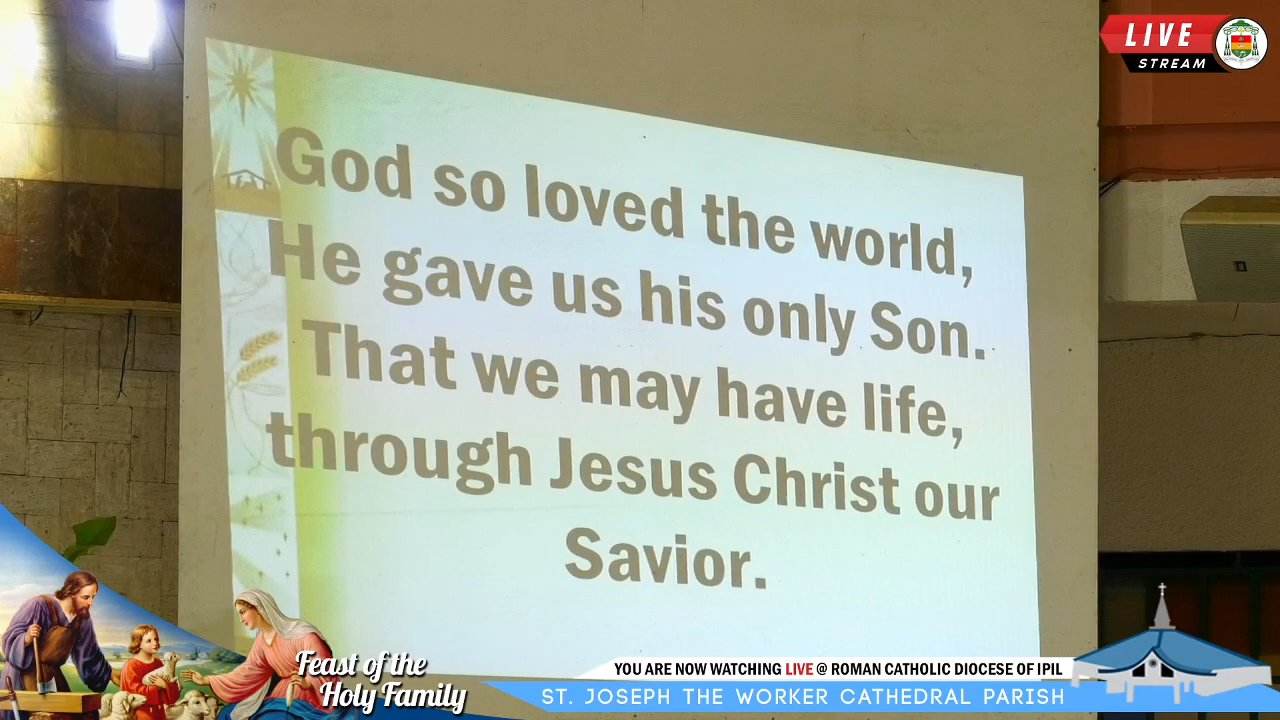 LIVE
STREAM
God so loved the world,
He gave us his only Son.
That we may have life,
through Jesus Christ our
Savior.
Feast of the
Holy Family
YOU ARE NOW WATCHING LIVE @ ROMAN CATHOLIC DIOCESE OF IPIL
ST. JOSEPH THE WORKER CATHEDRAL PARISH